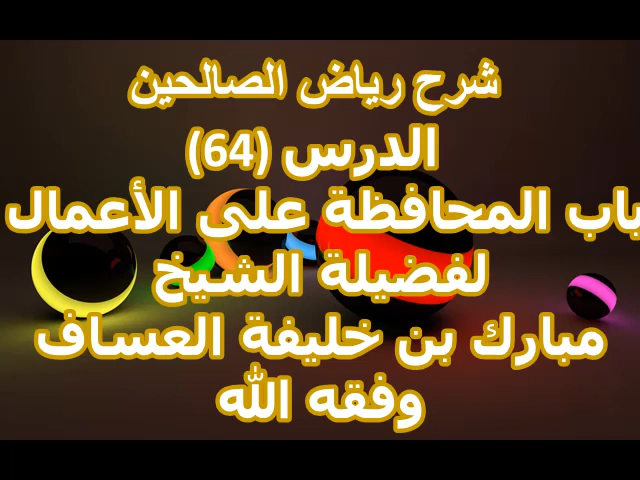 شرح رياض الصالحين
الدرس (64)
باب المحافظة على الأعمال
لفضيلة الشيخ
مبارك بن خليفة العساف
وفقه الله